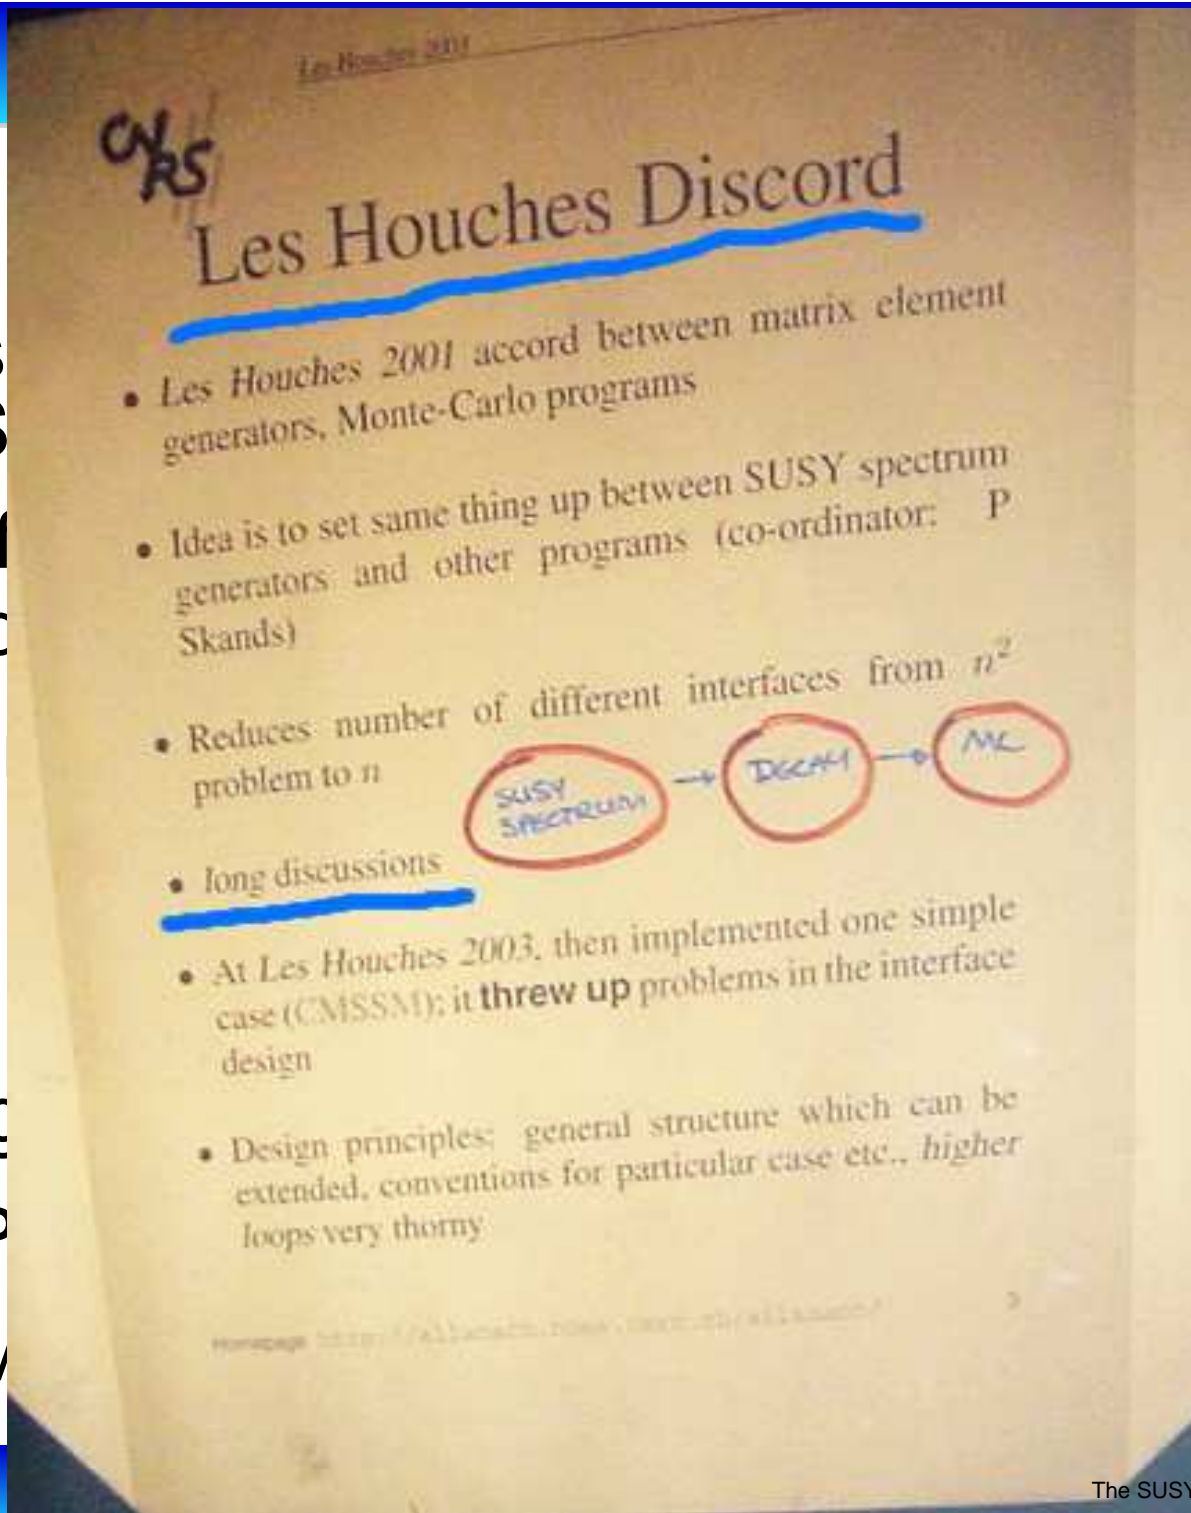 Les Houches 2003
CNRS
Les Houches Discord
• Les Houches 2001 accord between matrix element
generators, Monte-Carlo programs
• Idea is to set same thing up between SUSY spectrum
generators and other programs (co-ordinator: P
Skands)
• Reduces number of different interfaces from n²
problem to n
SUSY
SPECTRUM
→ DECAY → MC
• long discussions
• At Les Houches 2003, then implemented one simple
case (CMSSM); it threw up problems in the interface
design
• Design principles: general structure which can be
extended, conventions for particular case etc., higher
loops very thorny
Homepage
The SUSY